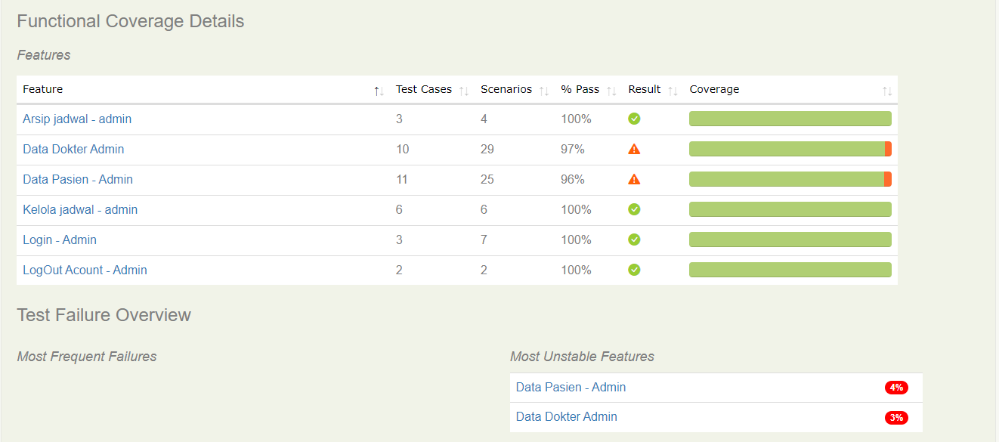 Functional Coverage Details
Features
Feature Test Cases Scenarios % Pass Result Coverage
Arsip jadwal - admin 3 4 100%
Data Dokter Admin 10 29 97%
Data Pasien - Admin 11 25 96%
Kelola jadwal - admin 6 6 100%
Login - Admin 3 7 100%
LogOut Acount - Admin 2 2 100%
Test Failure Overview
Most Frequent Failures Most Unstable Features
Data Pasien - Admin 4%
Data Dokter Admin 3%